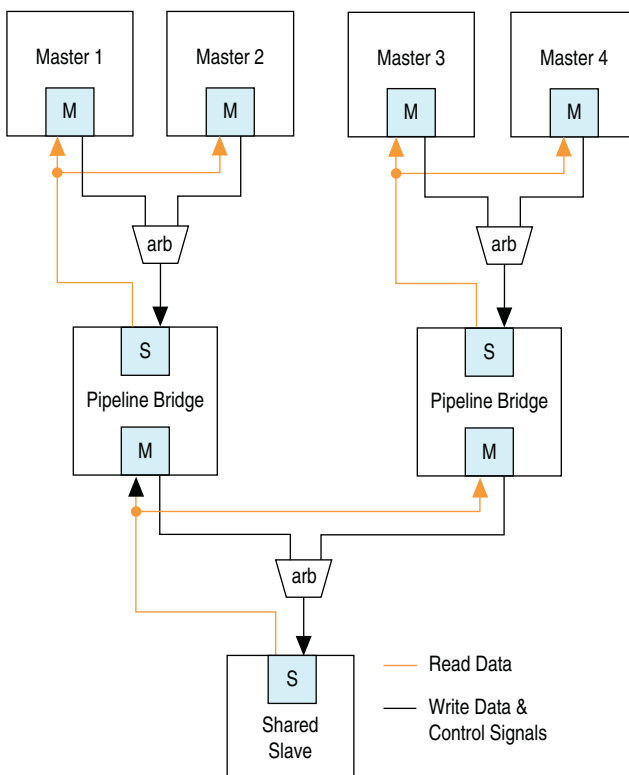 Master 1
Master 2
Master 3
Master 4
M
M
M
M
arb
arb
S
S
Pipeline Bridge
Pipeline Bridge
M
M
arb
S
Shared
Slave
Read Data
Write Data &
Control Signals